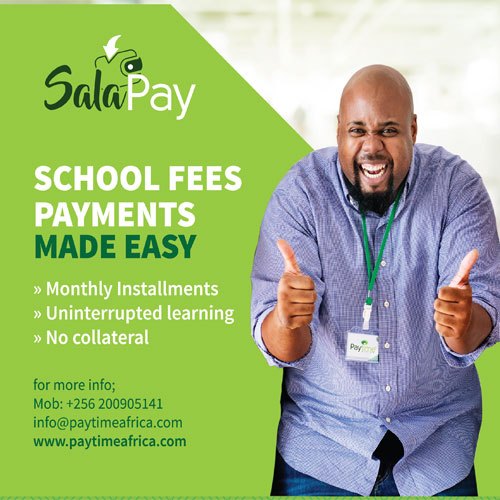 SalaPay
SCHOOL FEES
PAYMENTS
MADE EASY
» Monthly Installments
» Uninterrupted learning
» No collateral
for more info;
Mob: +256 200905141
info@paytimeafrica.com
www.paytimeafrica.com
Paytime